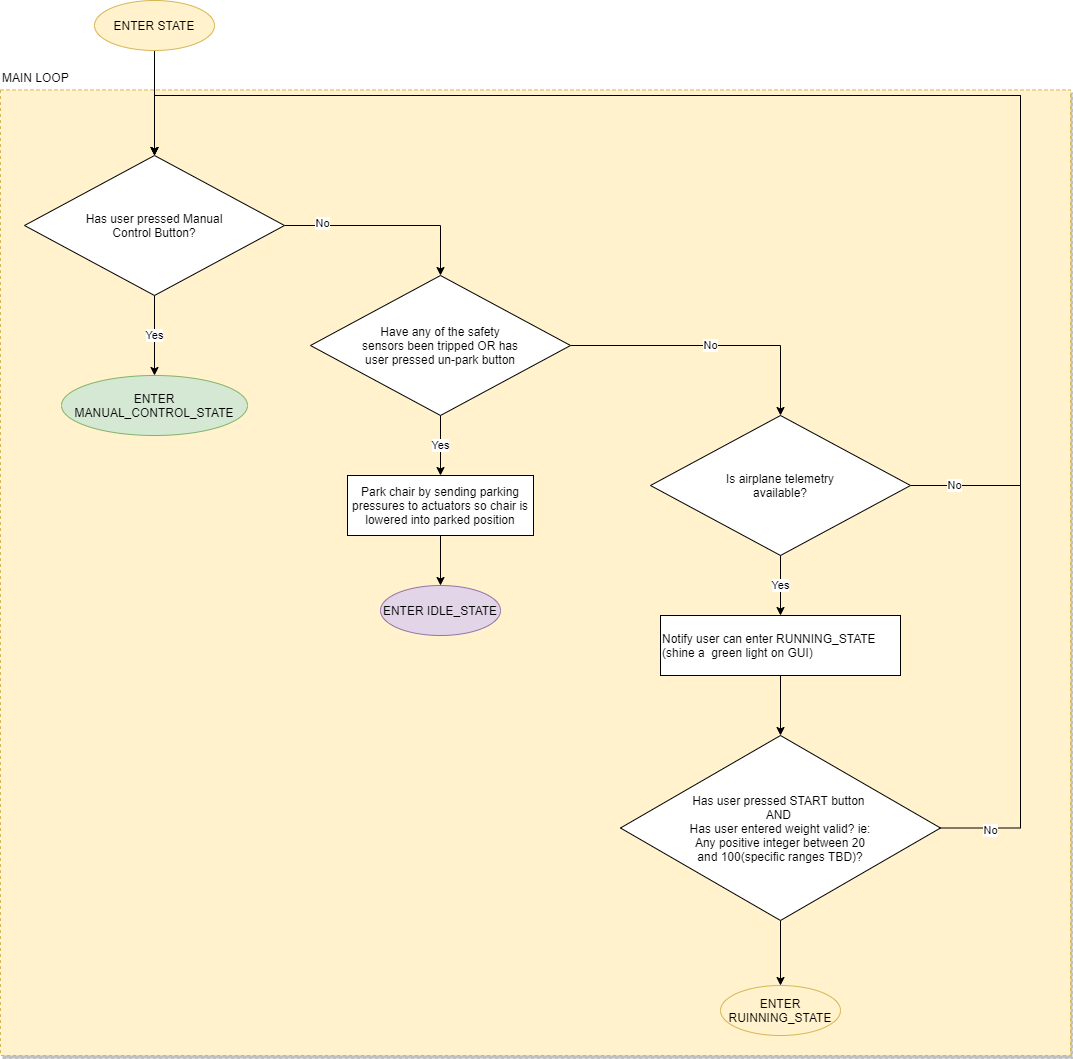 ENTER STATE
MAIN LOOP
Has user pressed Manual
Control Button?
No
Yes
ENTER
MANUAL_CONTROL_STATE
Have any of the safety
sensors been tripped OR has
user pressed un-park button
No
Yes
Park chair by sending parking
pressures to actuators so chair is
lowered into parked position
ENTER IDLE_STATE
Is airplane telemetry
available?
No
Yes
Notify user can enter RUNNING_STATE
(shine a  green light on GUI)
Has user pressed START button
AND
Has user entered weight valid? ie:
Any positive integer between 20
and 100(specific ranges TBD)?
No
ENTER
RUINNING_STATE